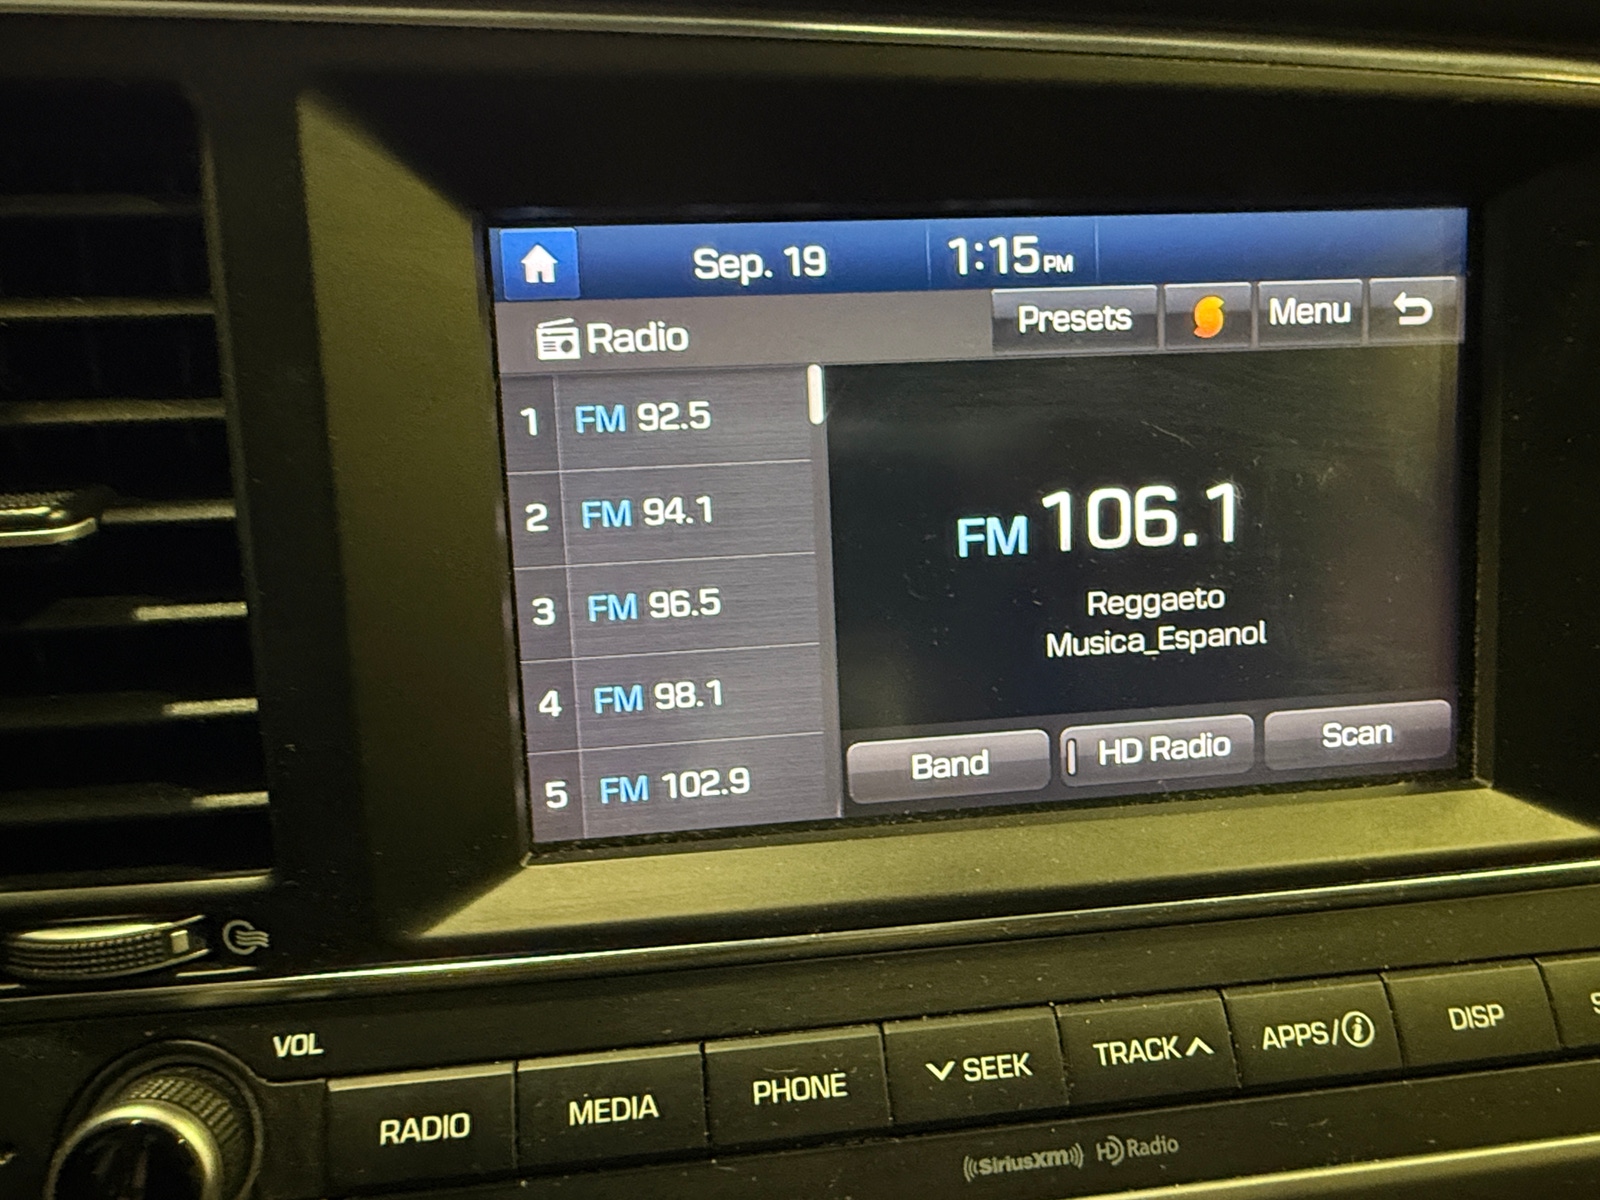 Sep. 19
1:15 PM
Radio
Presets
Menu
1 FM 92.5
2 FM 94.1
3 FM 96.5
4 FM 98.1
5 FM 102.9
FM 106.1
Reggaeto
Musica_Espanol
Band
HD Radio
Scan
VOL
RADIO
MEDIA
PHONE
SEEK
TRACK
APPS/i
DISP
((SiriusXM))
HD Radio